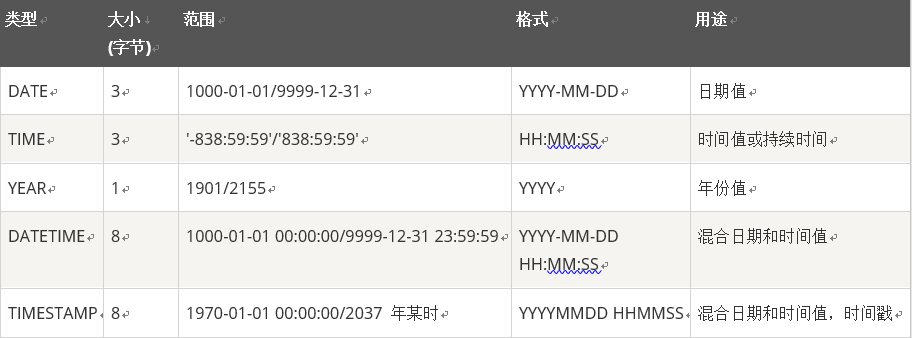 类型 大小 范围 格式 用途
(字节)
DATE 3 1000-01-01/9999-12-31 YYYY-MM-DD 日期值
TIME 3 '-838:59:59'/'838:59:59' HH:MM:SS 时间值或持续时间
YEAR 1 1901/2155 YYYY 年份值
DATETIME 8 1000-01-01 00:00:00/9999-12-31 23:59:59 YYYY-MM-DD 混合日期和时间值
HH:MM:SS
TIMESTAMP 8 1970-01-01 00:00:00/2037 年某时 YYYYMMDD HHMMSS 混合日期和时间值，时间戳